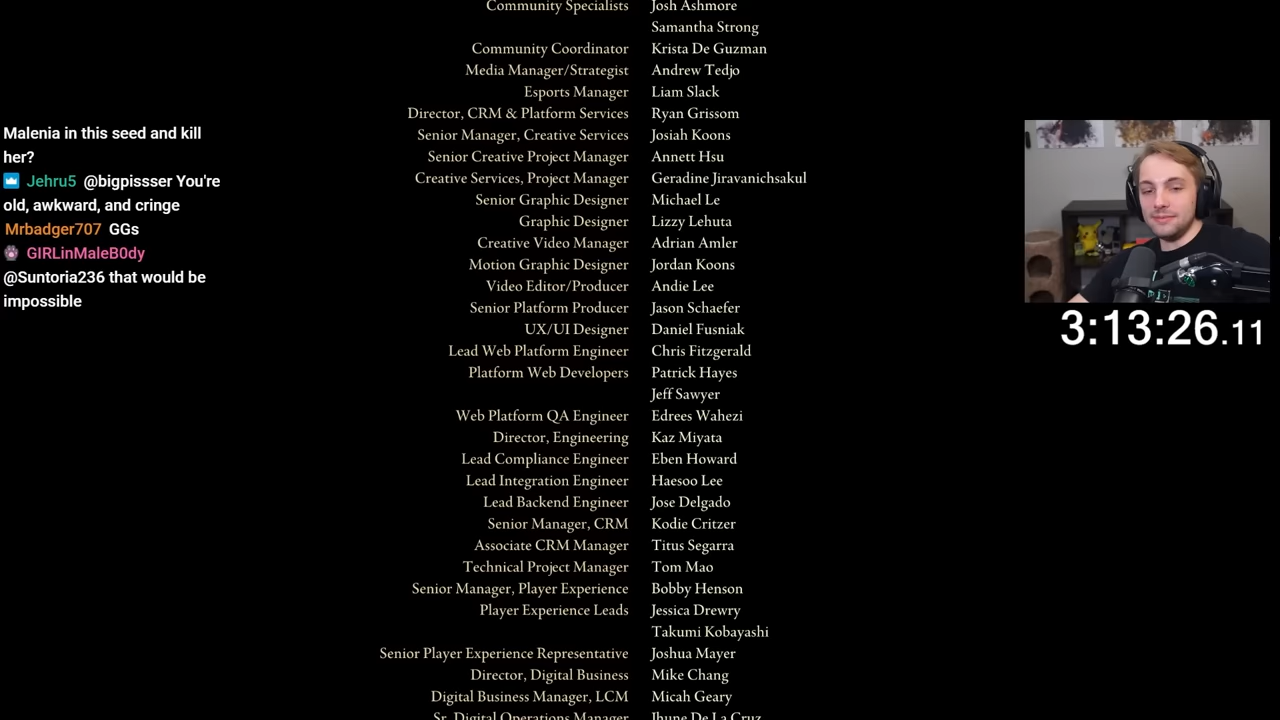 Malenia in this seed and kill
her?
Jehru5 @bigpissser You're
old, awkward, and cringe
Mrbadger707 GGs
GIRLinMaleB0dy
@Suntoria236 that would be
impossible
Community Specialists Josh Ashmore
Samantha Strong
Community Coordinator Krista De Guzman
Media Manager/Strategist Andrew Tedjo
Esports Manager Liam Slack
Director, CRM & Platform Services Ryan Grissom
Senior Manager, Creative Services Josiah Koons
Senior Creative Project Manager Annett Hsu
Creative Services, Project Manager Geradine Jiravanichsakul
Senior Graphic Designer Michael Le
Graphic Designer Lizzy Lehuta
Creative Video Manager Adrian Amler
Motion Graphic Designer Jordan Koons
Video Editor/Producer Andie Lee
Senior Platform Producer Jason Schaefer
UX/UI Designer Daniel Fusniak
Lead Web Platform Engineer Chris Fitzgerald
Platform Web Developers Patrick Hayes
Jeff Sawyer
Web Platform QA Engineer Edrees Wahezi
Director, Engineering Kaz Miyata
Lead Compliance Engineer Eben Howard
Lead Integration Engineer Haesoo Lee
Lead Backend Engineer Jose Delgado
Senior Manager, CRM Kodie Critzer
Associate CRM Manager Titus Segarra
Technical Project Manager Tom Mao
Senior Manager, Player Experience Bobby Henson
Player Experience Leads Jessica Drewry
Takumi Kobayashi
Senior Player Experience Representative Joshua Mayer
Director, Digital Business Mike Chang
Digital Business Manager, LCM Micah Geary
Sr. Digital Operations Manager Jhune De La Cruz
3:13:26.11